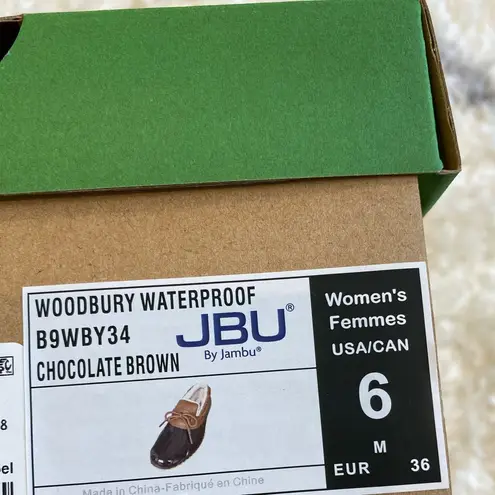 WOODBURY WATERPROOF
B9WBY34
CHOCOLATE BROWN
JBU®
By Jambu®
Women's
Femmes
USA/CAN
6
M
EUR 36
Made in China-Fabriqué en Chine
8